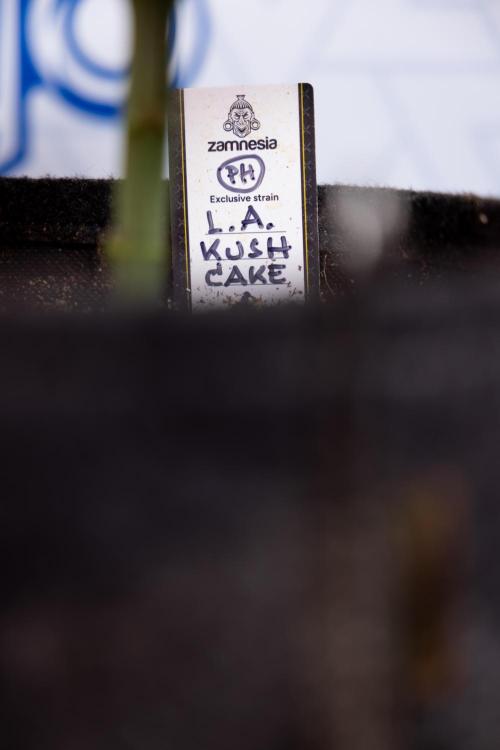 zamnesia
PH
Exclusive strain
L.A.
KUSH
CAKE